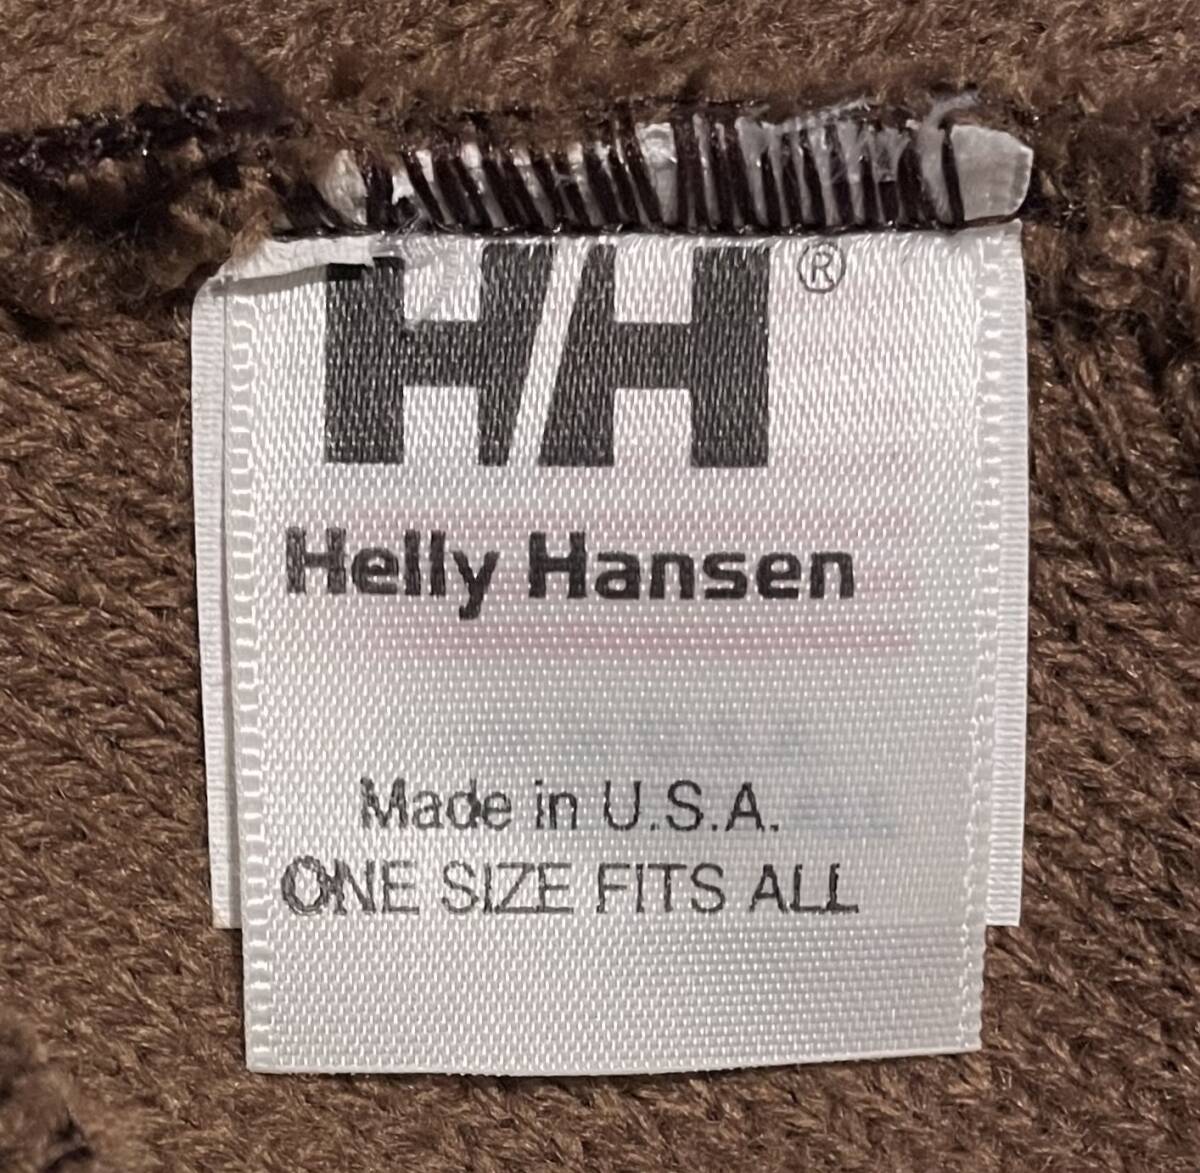 HH®
Helly Hansen
Made in U.S.A.
ONE SIZE FITS ALL